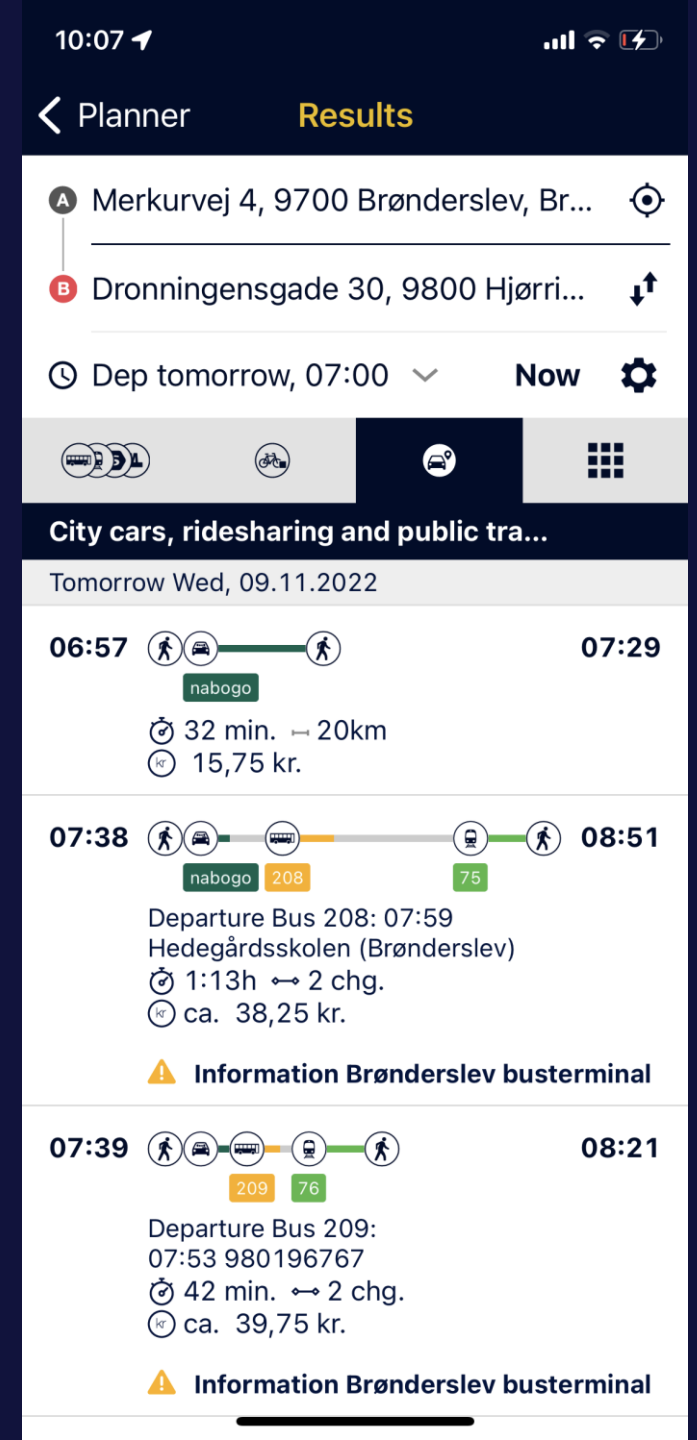 10:07
Planner
Results
A Merkurvej 4, 9700 Brønderslev, Br...
B Dronningensgade 30, 9800 Hjørri...
Dep tomorrow, 07:00 Now
City cars, ridesharing and public tra...
Tomorrow Wed, 09.11.2022
06:57 07:29
nabogo
32 min. 20km
kr 15,75 kr.
07:38 08:51
nabogo 208 75
Departure Bus 208: 07:59
Hedegårdsskolen (Brønderslev)
1:13h 2 chg.
kr ca. 38,25 kr.
Information Brønderslev busterminal
07:39 08:21
209 76
Departure Bus 209:
07:53 980196767
42 min. 2 chg.
kr ca. 39,75 kr.
Information Brønderslev busterminal